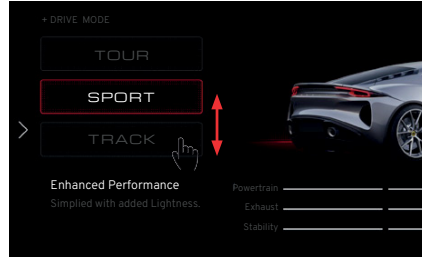 + DRIVE MODE
TOUR
SPORT
TRACK
Enhanced Performance
Simplied with added Lightness.
Powertrain
Exhaust
Stability